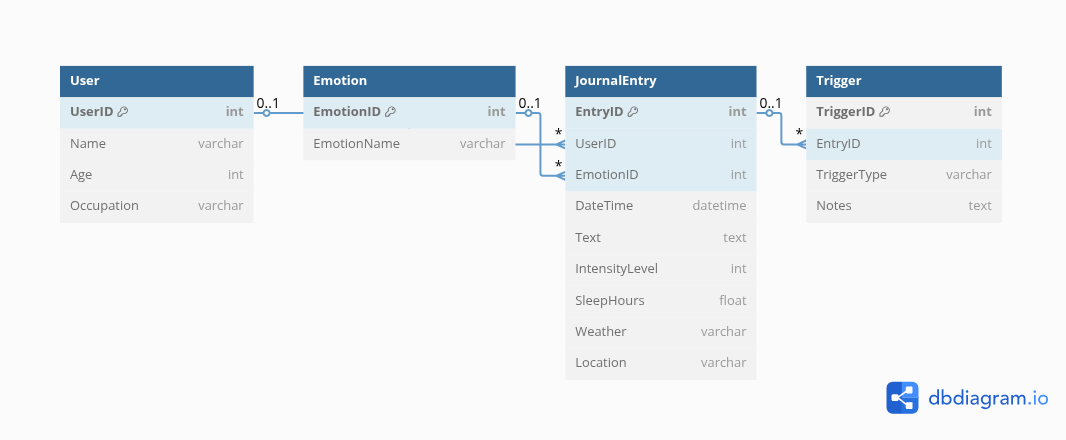 User
UserID int
Name varchar
Age int
Occupation varchar
0..1
Emotion
EmotionID int
EmotionName varchar
0..1
*
*
JournalEntry
EntryID int
UserID int
EmotionID int
DateTime datetime
Text text
IntensityLevel int
SleepHours float
Weather varchar
Location varchar
0..1
*
Trigger
TriggerID int
EntryID int
TriggerType varchar
Notes text
dbdiagram.io